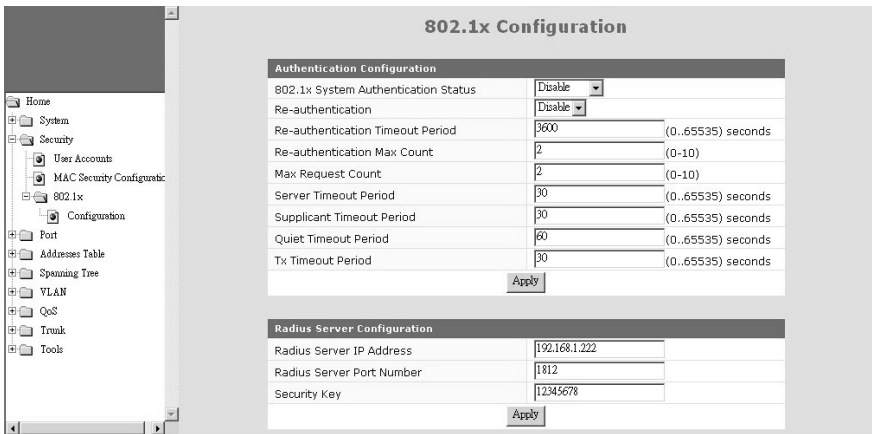 802.1x Configuration
Home
System
Security
User Accounts
MAC Security Configuratic
802.1x
Configuration
Port
Addresses Table
Spanning Tree
VLAN
QoS
Trunk
Tools
Authentication Configuration
802.1x System Authentication Status Disable
Re-authentication Disable
Re-authentication Timeout Period 3600 (0..65535) seconds
Re-authentication Max Count 2 (0-10)
Max Request Count 2 (0-10)
Server Timeout Period 30 (0..65535) seconds
Supplicant Timeout Period 30 (0..65535) seconds
Quiet Timeout Period 60 (0..65535) seconds
Tx Timeout Period 30 (0..65535) seconds
Apply
Radius Server Configuration
Radius Server IP Address 192.168.1.222
Radius Server Port Number 1812
Security Key 12345678
Apply